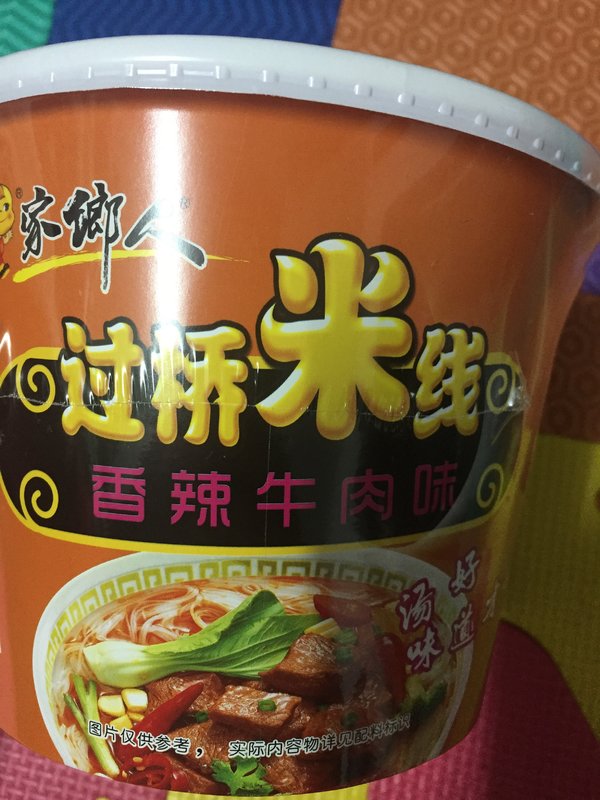 家鄉人
过桥米线
香辣牛肉味
好道
汤味
图片仅供参考，实际内容物详见配料标识